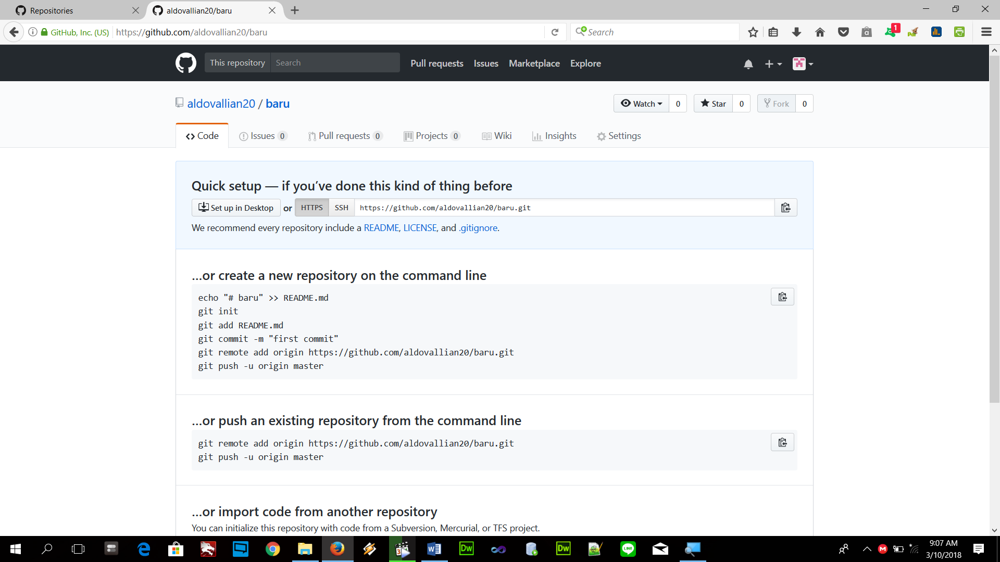 Repositories
aldovallian20/baru
GitHub, Inc. (US)
https://github.com/aldovallian20/baru
Search
1
This repository
Search
Pull requests
Issues
Marketplace
Explore
aldovallian20 / baru
Watch
0
Star
0
Fork
0
Code
Issues 0
Pull requests 0
Projects 0
Wiki
Insights
Settings
Quick setup — if you’ve done this kind of thing before
Set up in Desktop
or
HTTPS
SSH
https://github.com/aldovallian20/baru.git
We recommend every repository include a README, LICENSE, and .gitignore.
…or create a new repository on the command line
echo "# baru" >> README.md
git init
git add README.md
git commit -m "first commit"
git remote add origin https://github.com/aldovallian20/baru.git
git push -u origin master
…or push an existing repository from the command line
git remote add origin https://github.com/aldovallian20/baru.git
git push -u origin master
…or import code from another repository
You can initialize this repository with code from a Subversion, Mercurial, or TFS project.
Dw
Dw
LINE
9:07 AM
3/10/2018